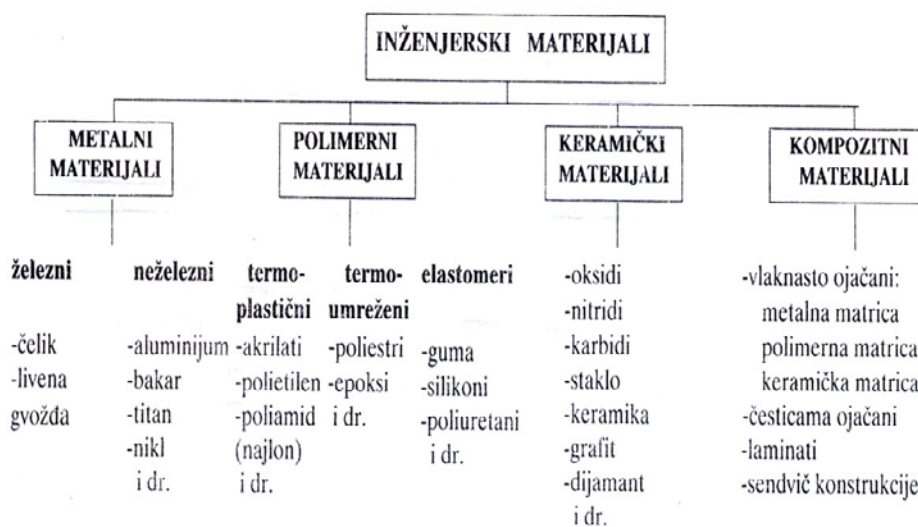 INŽENJERSKI MATERIJALI
METALNI
MATERIJALI
POLIMERNI
MATERIJALI
KERAMIČKI
MATERIJALI
KOMPOZITNI
MATERIJALI
železni
-čelik
-livena
gvožđa
neželezni
-aluminijum
-bakar
-titan
-nikl
i dr.
termo-
plastični
-akrilati
-polietilen
-poliamid
(najlon)
i dr.
termo-
umreženi
-poliestri
-epoksi
i dr.
elastomeri
-guma
-silikoni
-poliuretani
i dr.
-oksidi
-nitridi
-karbidi
-staklo
-keramika
-grafit
-dijamant
i dr.
-vlaknasto ojačani:
metalna matrica
polimerna matrica
keramička matrica
-česticama ojačani
-laminati
-sendvič konstrukcije